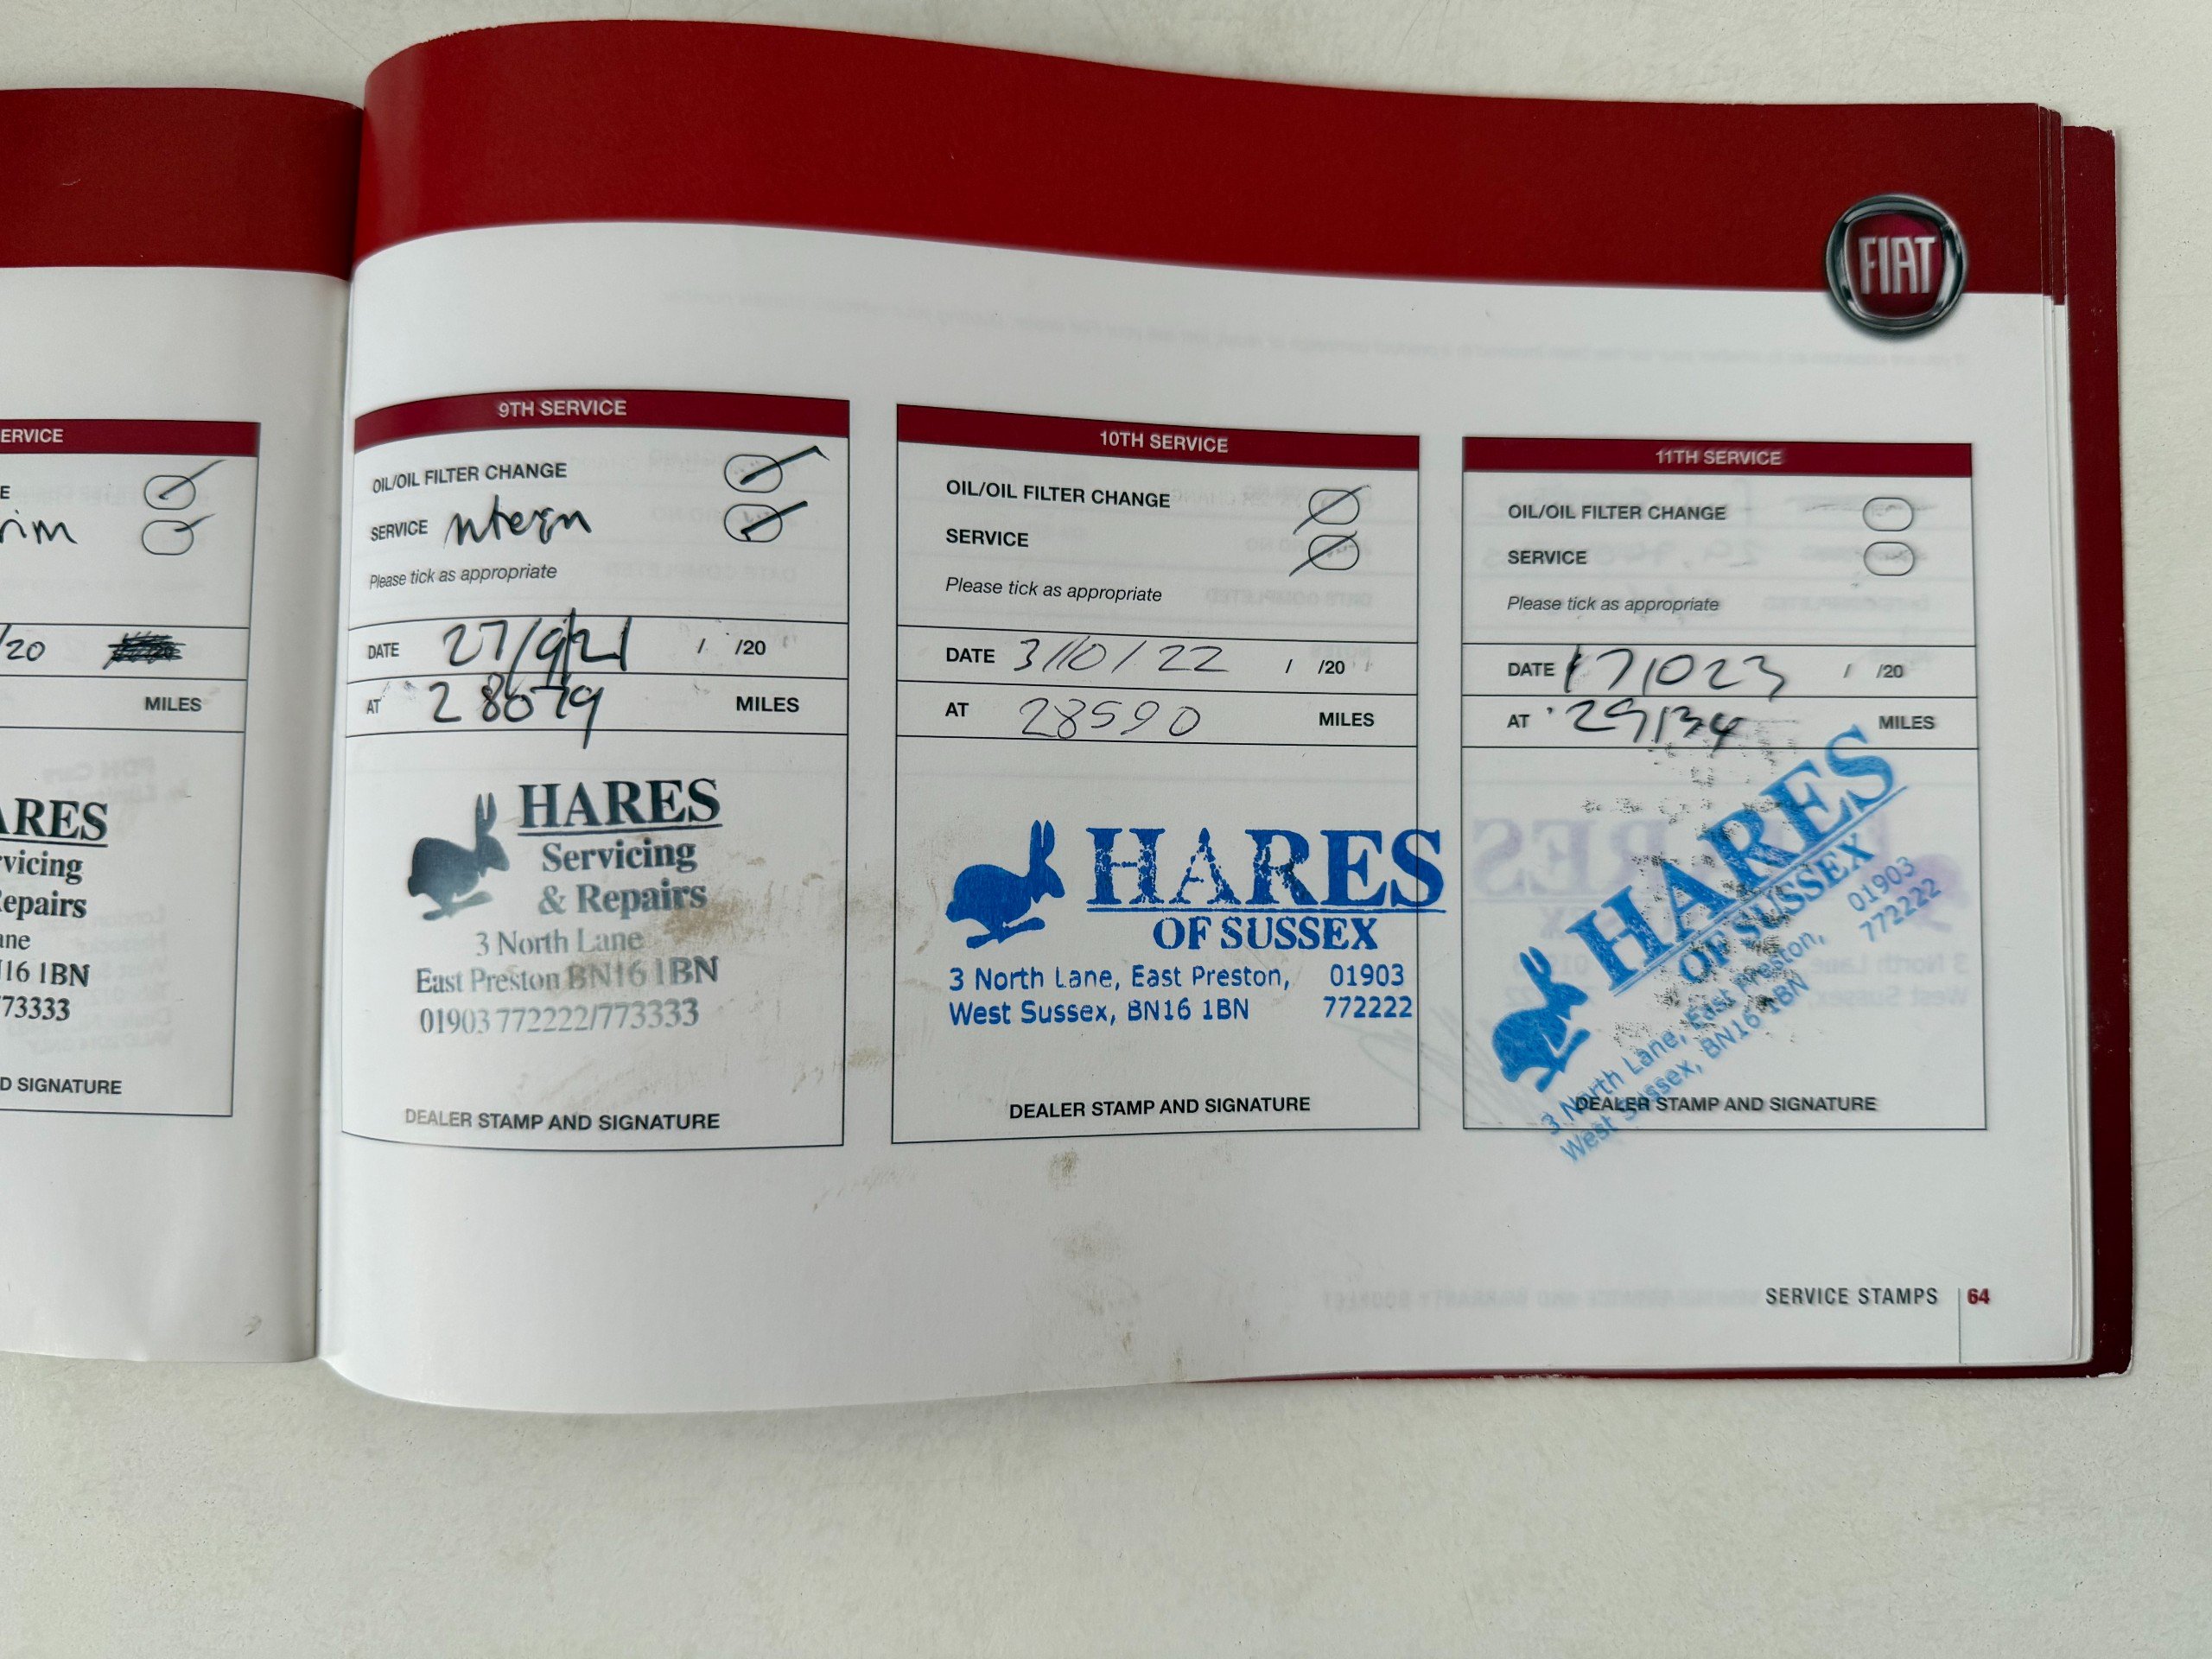 FIAT
ERVICE
E
rim
/20
MILES
ARES
rvicing
epairs
ane
16 1BN
73333
D SIGNATURE
9TH SERVICE
OIL/OIL FILTER CHANGE
SERVICE Interm
Please tick as appropriate
DATE 27/9/21 / /20
AT 28079 MILES
HARES
Servicing
& Repairs
3 North Lane
East Preston BN16 1BN
01903 772222/773333
DEALER STAMP AND SIGNATURE
10TH SERVICE
OIL/OIL FILTER CHANGE
SERVICE
Please tick as appropriate
DATE 3/10/22 / /20
AT 28590 MILES
HARES
OF SUSSEX
3 North Lane, East Preston, 01903
West Sussex, BN16 1BN 772222
DEALER STAMP AND SIGNATURE
11TH SERVICE
OIL/OIL FILTER CHANGE
SERVICE
Please tick as appropriate
DATE 171023 / /20
AT 29134 MILES
HARES
OF SUSSEX
3 North Lane, East Preston, 01903
West Sussex, BN16 1BN 772222
DEALER STAMP AND SIGNATURE
SERVICE STAMPS 64